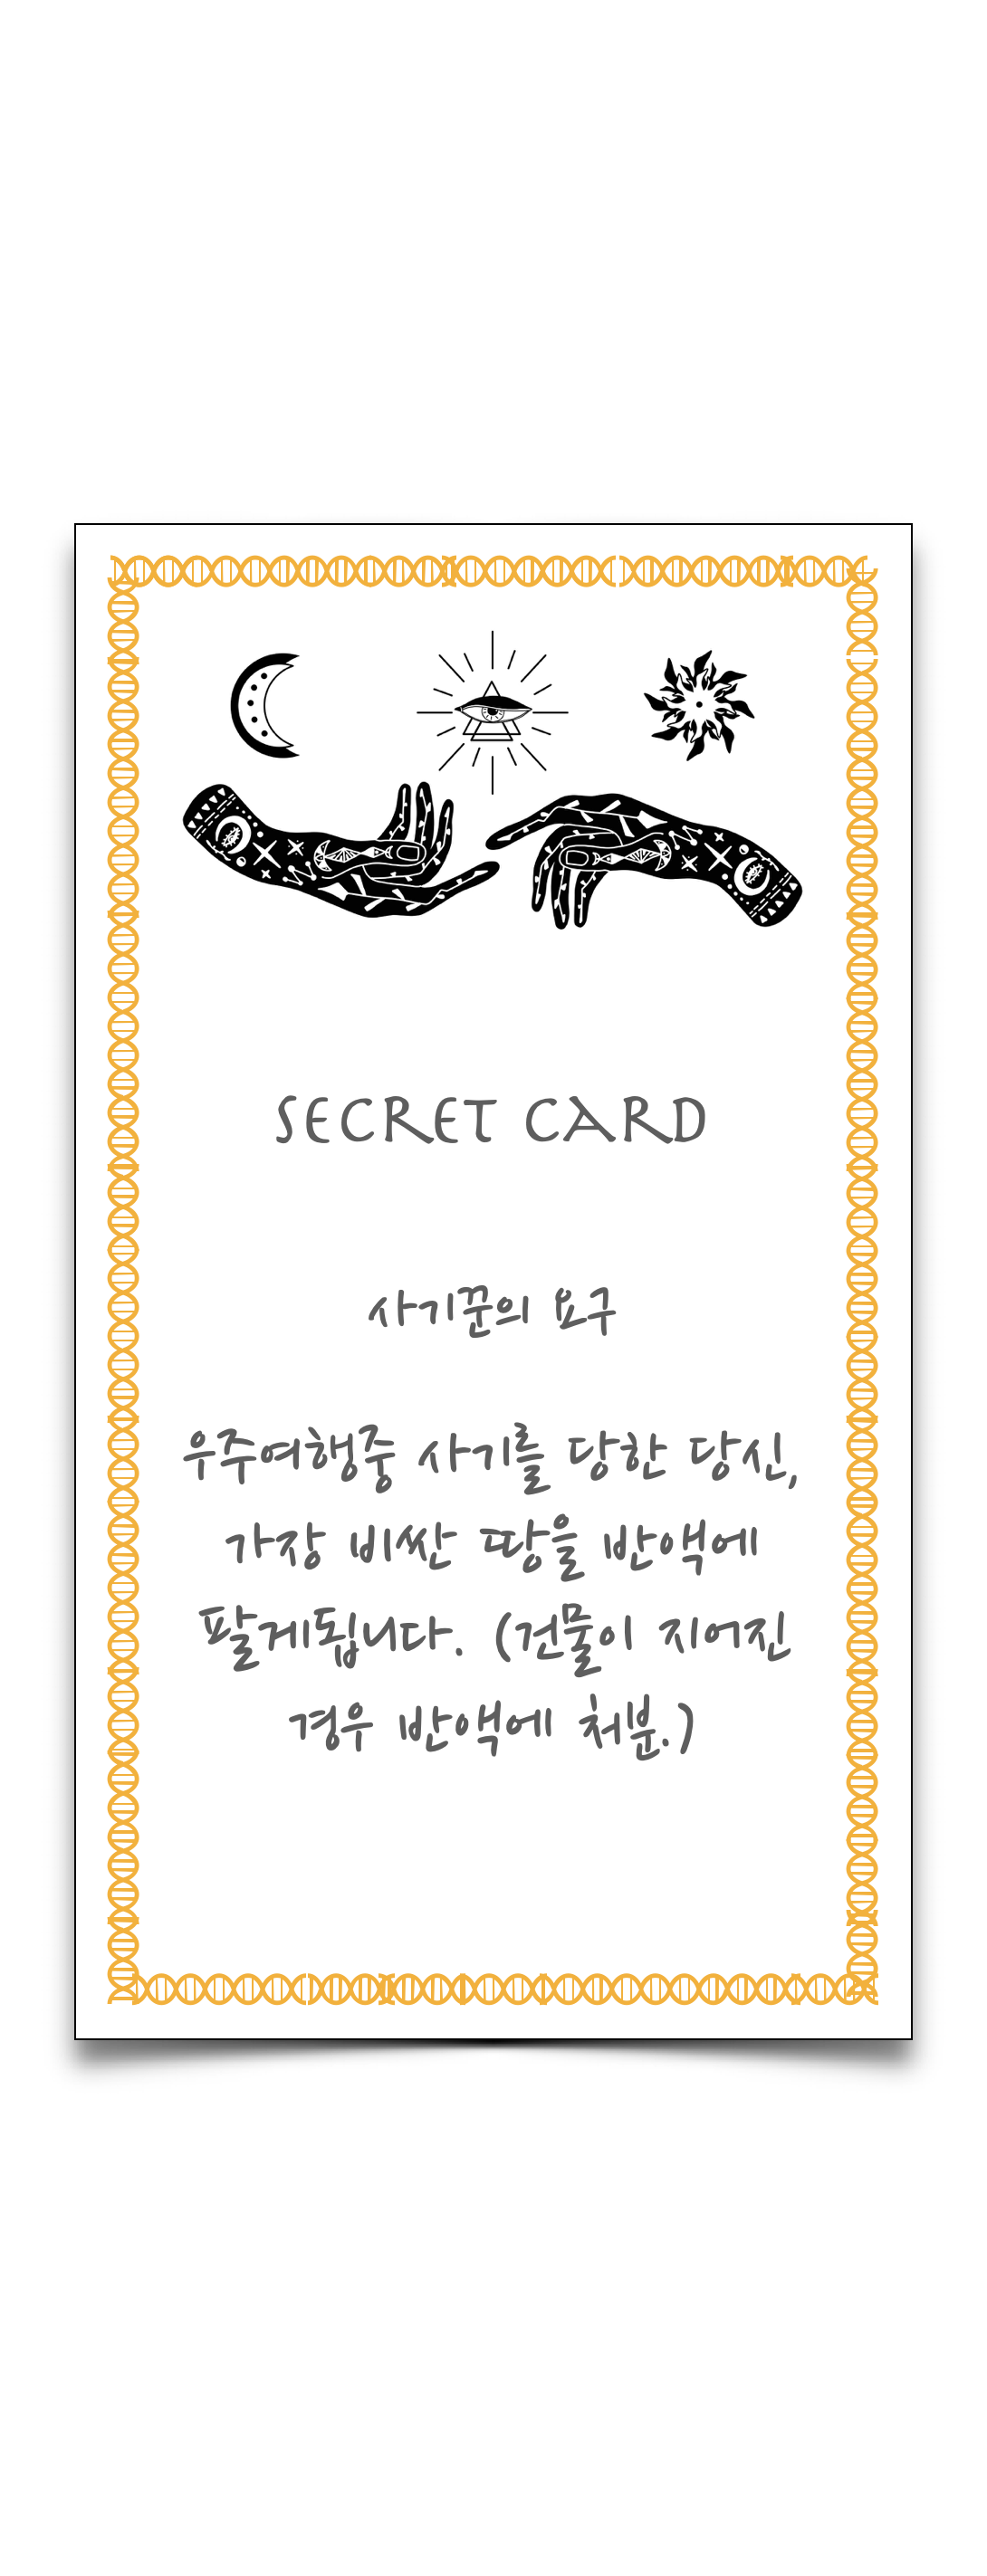 SECRET CARD
사기꾼의 요구
우주여행중 사기를 당한 당신,
가장 비싼 땅을 반액에
팔게됩니다. (건물이 지어진
경우 반액에 처분.)